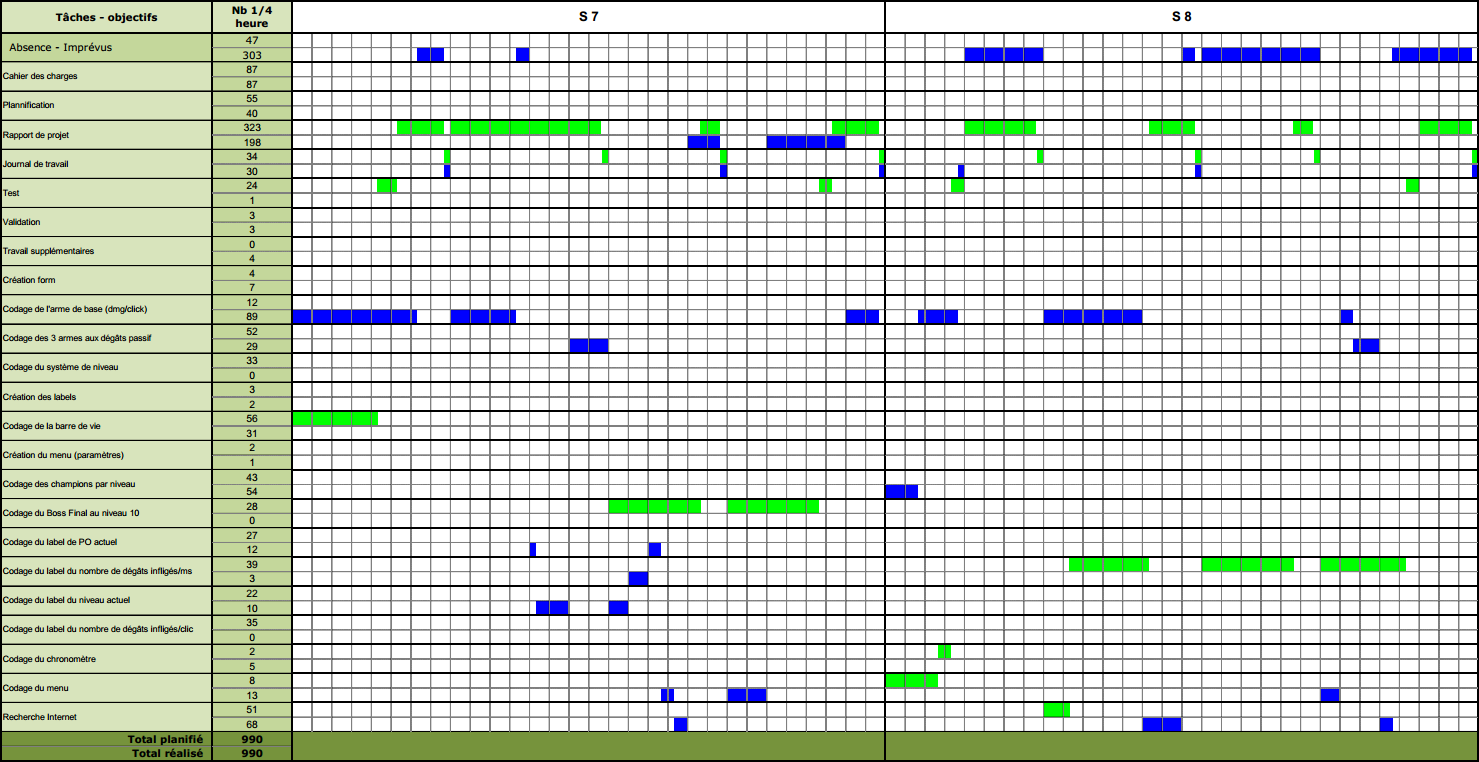 Tâches - objectifs
Nb 1/4
heure
S 7
S 8
Absence - Imprévus
47
303
Cahier des charges
87
87
Plannification
55
40
Rapport de projet
323
198
Journal de travail
34
30
Test
24
1
Validation
3
3
Travail supplémentaires
0
4
Création form
4
7
Codage de l'arme de base (dmg/click)
12
89
Codage des 3 armes aux dégâts passif
52
29
Codage du système de niveau
33
0
Création des labels
3
2
Codage de la barre de vie
56
31
Création du menu (paramètres)
2
1
Codage des champions par niveau
43
54
Codage du Boss Final au niveau 10
28
0
Codage du label de PO actuel
27
12
Codage du label du nombre de dégâts infligés/ms
39
3
Codage du label du niveau actuel
22
10
Codage du label du nombre de dégâts infligés/clic
35
0
Codage du chronomètre
2
5
Codage du menu
8
13
Recherche Internet
51
68
Total planifié 990
Total réalisé 990